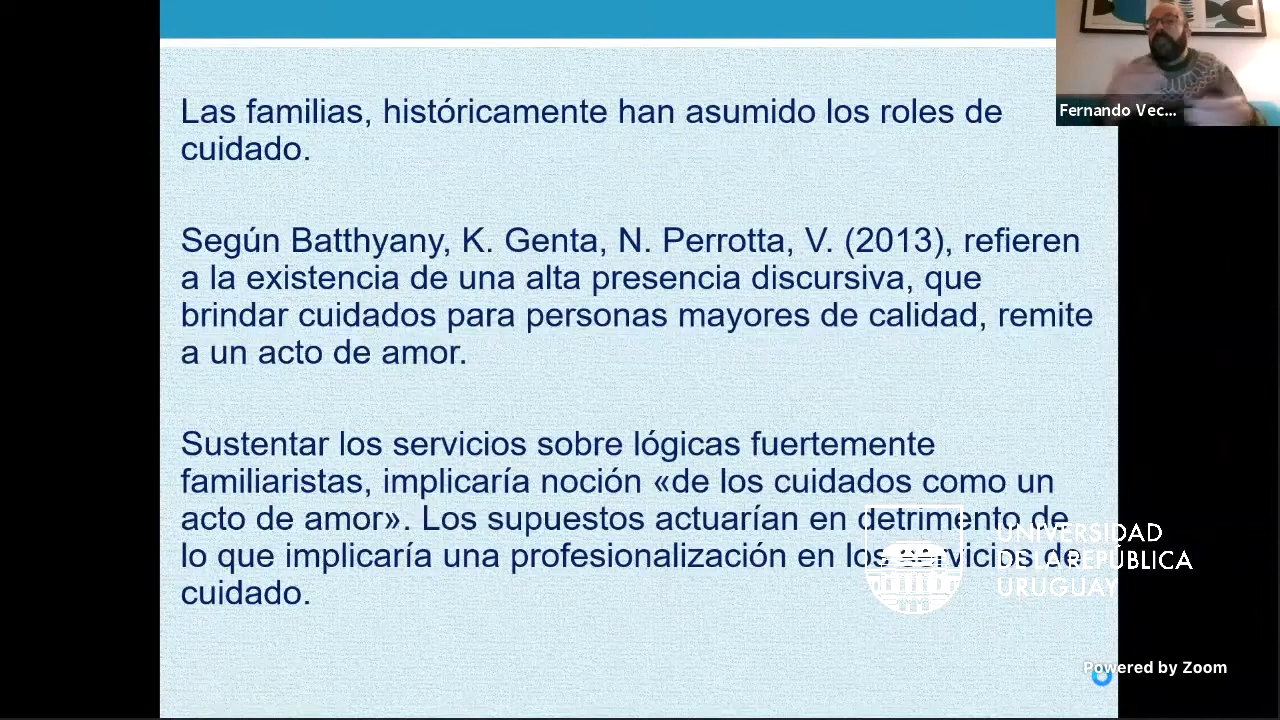 Las familias, históricamente han asumido los roles de
cuidado.
Según Batthyany, K. Genta, N. Perrotta, V. (2013), refieren
a la existencia de una alta presencia discursiva, que
brindar cuidados para personas mayores de calidad, remite
a un acto de amor.
Sustentar los servicios sobre lógicas fuertemente
familiaristas, implicaría noción «de los cuidados como un
acto de amor». Los supuestos actuarían en detrimento de
lo que implicaría una profesionalización en los servicios de
cuidado.
Fernando Vec...
UNIVERSIDAD
DE LA REPÚBLICA
URUGUAY
Powered by Zoom